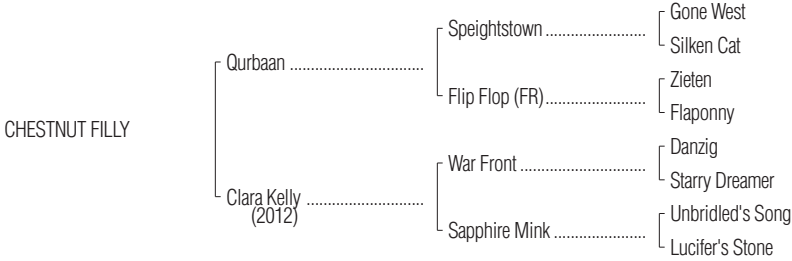 Gone West
Speightstown ........................
Silken Cat
Qurbaan ................................
Zieten
Flip Flop (FR)........................
Flaponny
CHESTNUT FILLY
Danzig
War Front ..............................
Starry Dreamer
Clara Kelly ............................
(2012)
Unbridled's Song
Sapphire Mink ......................
Lucifer's Stone